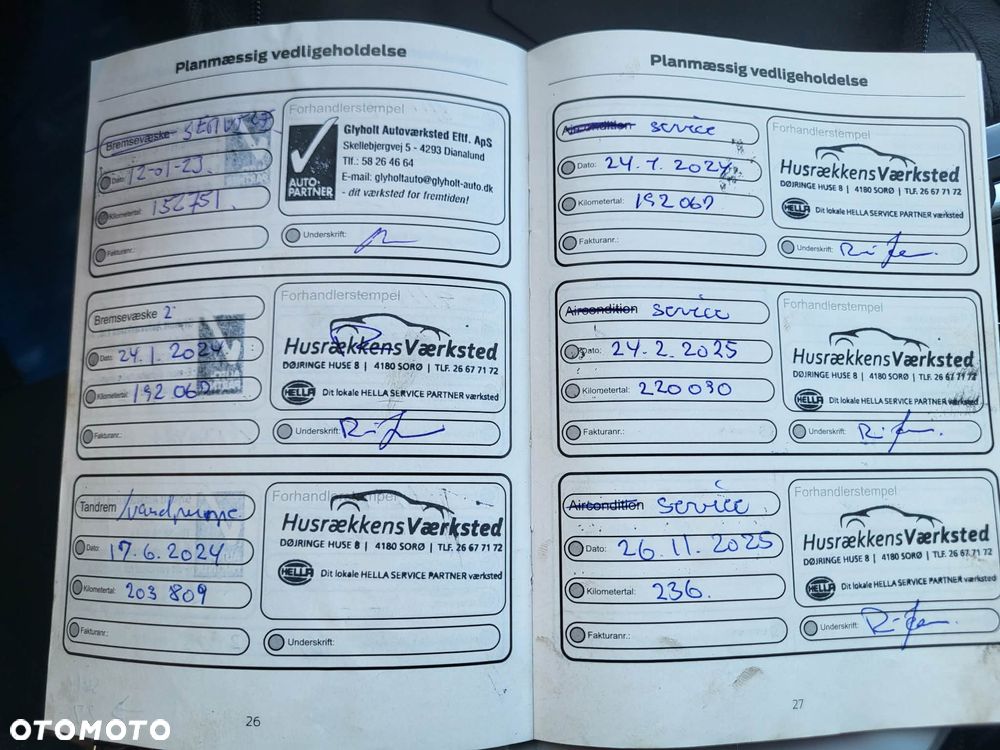 Planmæssig vedligeholdelse
Bremsevæske SERVICE
Dato: 12-01-23.
Kilometertal: 152751.
Fakturanr.:
Forhandlerstempel
AUTO PARTNER
Glyholt Autoværksted Eftf. ApS
Skellebjergvej 5 - 4293 Dianalund
Tlf.: 58 26 46 64
E-mail: glyholtauto@glyholt-auto.dk
- dit værksted for fremtiden!
Underskrift:
Bremsevæske
Dato: 24.1.2024
Kilometertal: 192 067
Fakturanr.:
Forhandlerstempel
HusrækkensVærksted
DØJRINGE HUSE 8 | 4180 SORØ | TLF. 26 67 71 72
HELLA Dit lokale HELLA SERVICE PARTNER værksted
Underskrift:
Tandrem /vandpumpe
Dato: 17.6.2024
Kilometertal: 203 809
Fakturanr.:
Forhandlerstempel
HusrækkensVærksted
DØJRINGE HUSE 8 | 4180 SORØ | TLF. 26 67 71 72
HELLA Dit lokale HELLA SERVICE PARTNER værksted
Underskrift:
26
Planmæssig vedligeholdelse
Aircondition service
Dato: 24.1.2024
Kilometertal: 192 067
Fakturanr.:
Forhandlerstempel
HusrækkensVærksted
DØJRINGE HUSE 8 | 4180 SORØ | TLF. 26 67 71 72
HELLA Dit lokale HELLA SERVICE PARTNER værksted
Underskrift:
Aircondition service
Dato: 24.2.2025
Kilometertal: 220 030
Fakturanr.:
Forhandlerstempel
HusrækkensVærksted
DØJRINGE HUSE 8 | 4180 SORØ | TLF. 26 67 71 72
HELLA Dit lokale HELLA SERVICE PARTNER værksted
Underskrift:
Aircondition service
Dato: 26.11.2025
Kilometertal: 236.
Fakturanr.:
Forhandlerstempel
HusrækkensVærksted
DØJRINGE HUSE 8 | 4180 SORØ | TLF. 26 67 71 72
HELLA Dit lokale HELLA SERVICE PARTNER værksted
Underskrift:
27
OTOMOTO